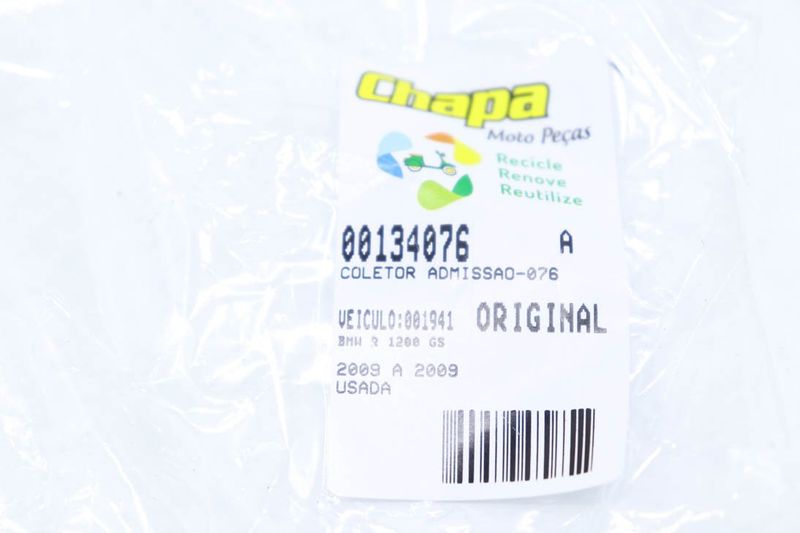 Chapa
Moto Peças
Recicle
Renove
Reutilize
00134076 A
COLETOR ADMISSAO-076
VEICULO:001941 ORIGINAL
BMW R 1200 GS
2009 A 2009
USADA